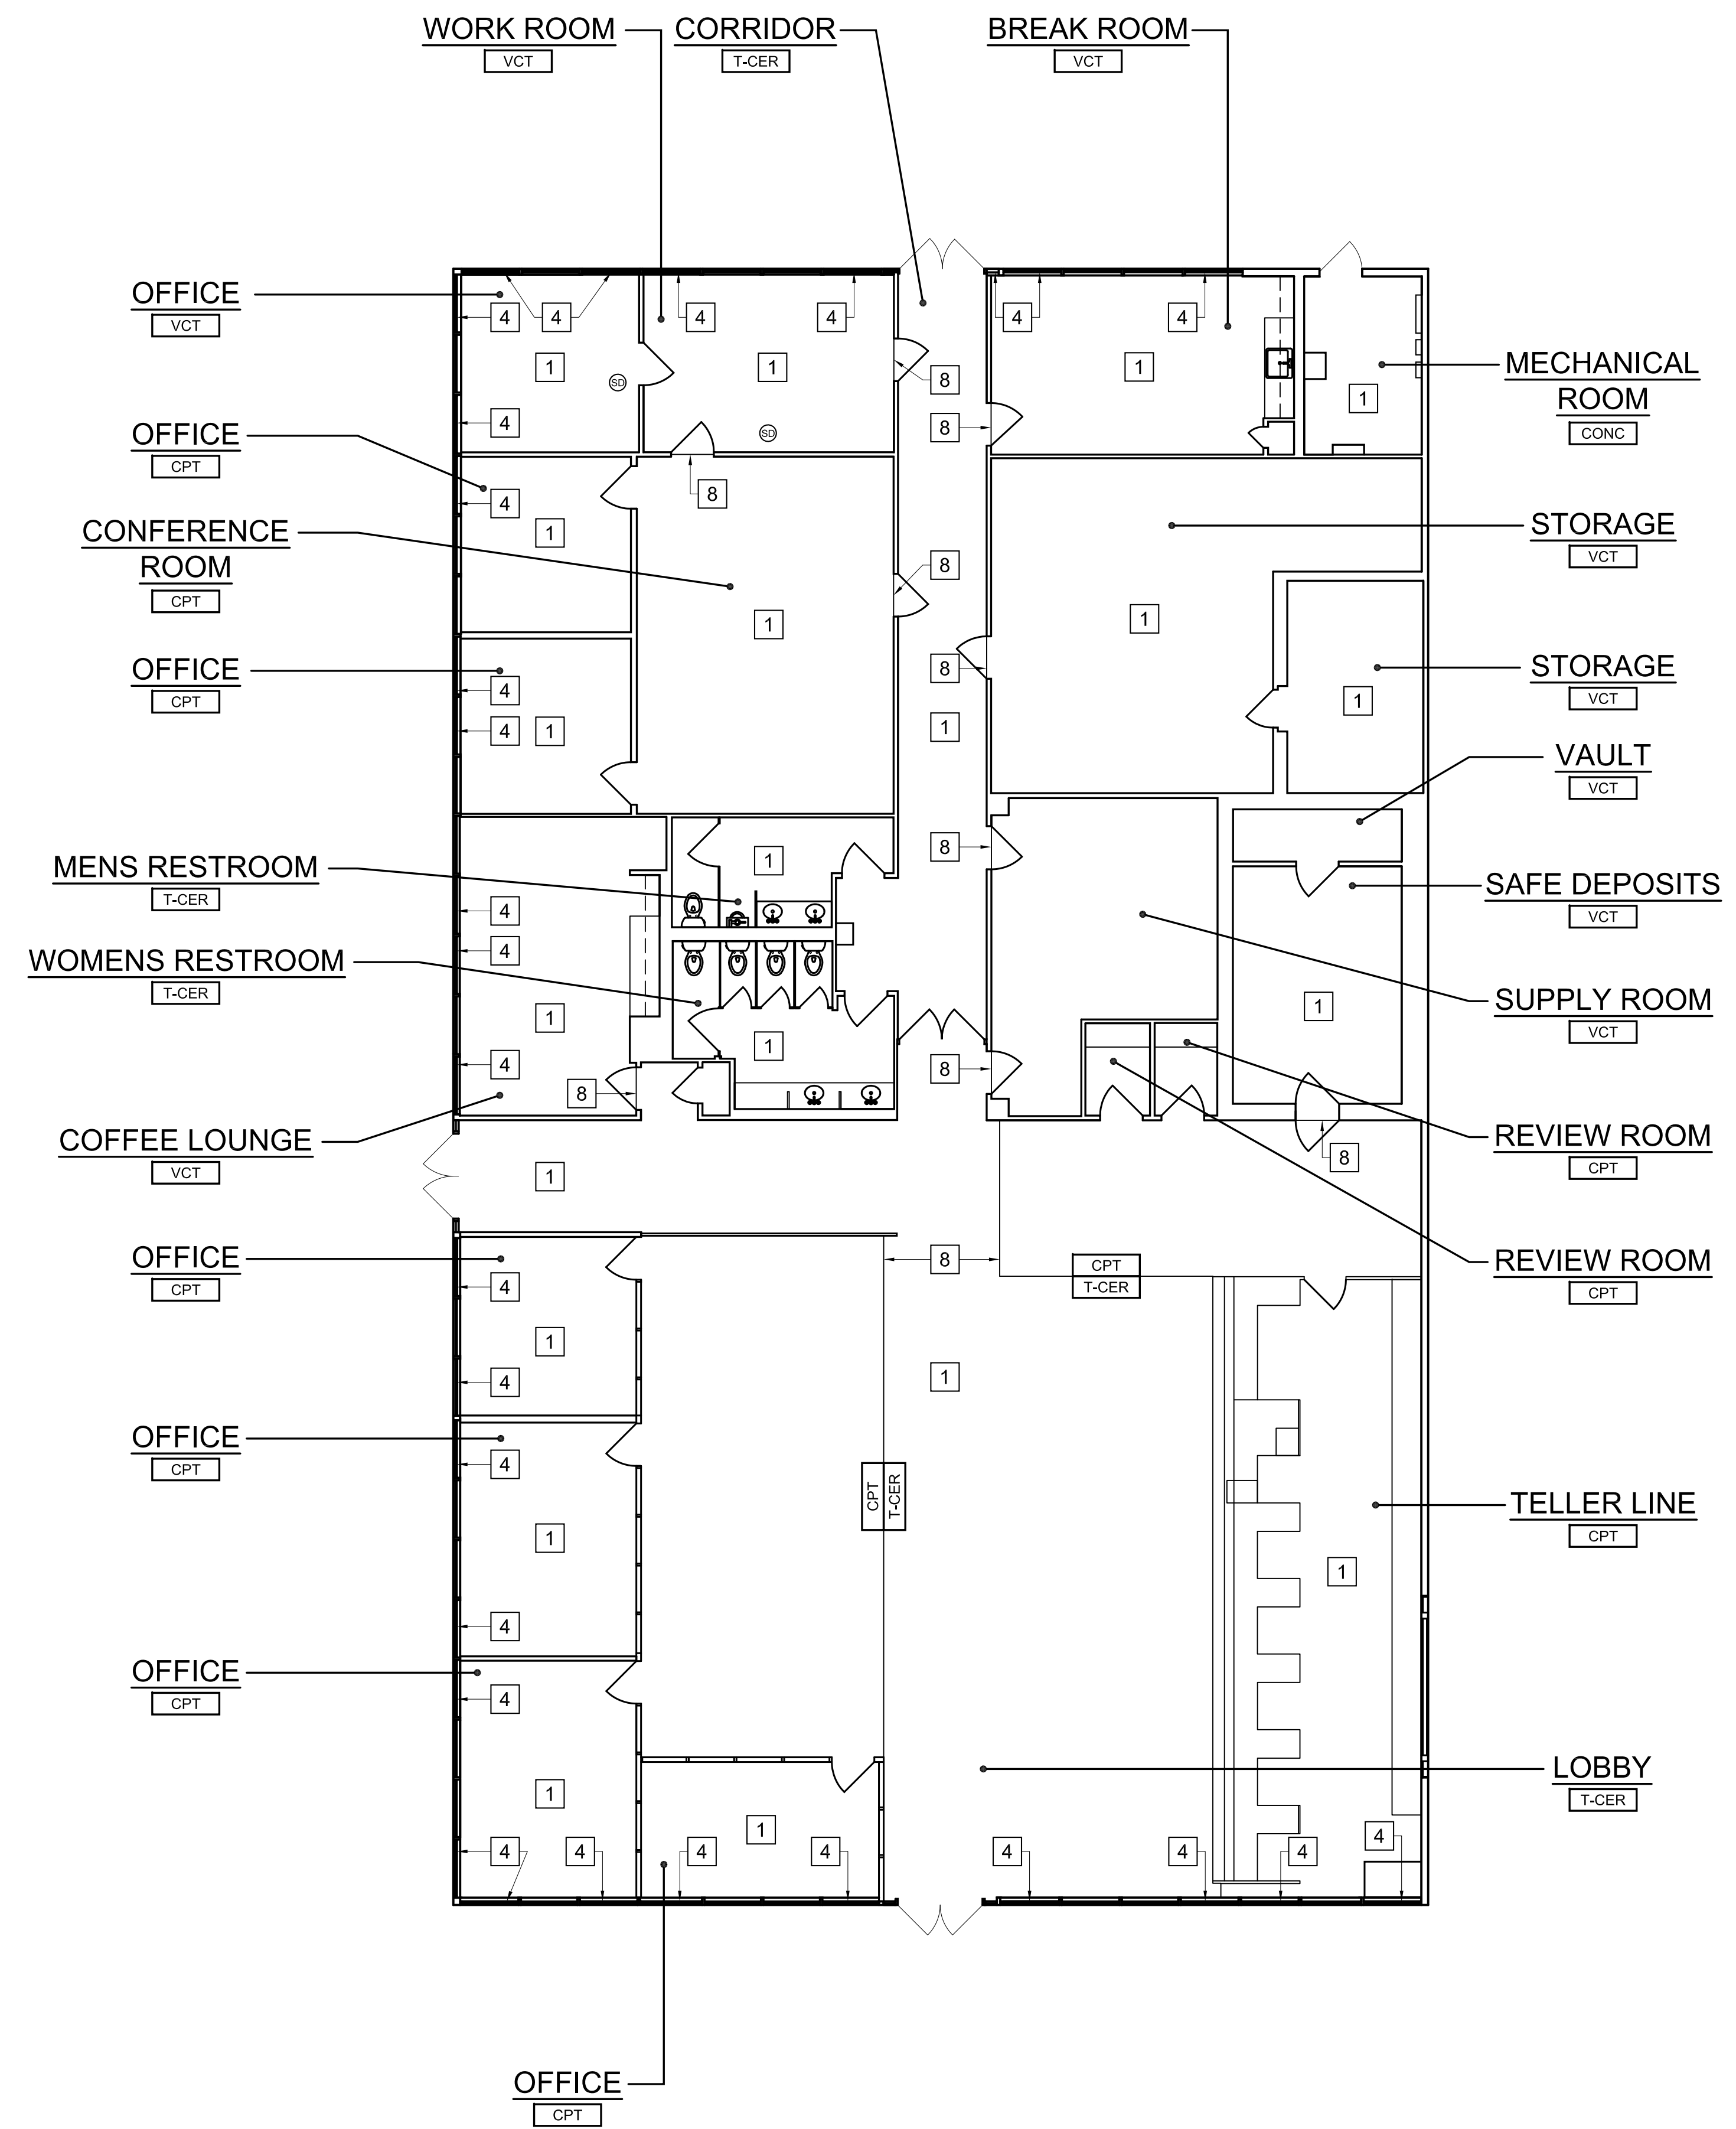 WORK ROOM
VCT
CORRIDOR
T-CER
BREAK ROOM
VCT
OFFICE
VCT
4
4
4
4
4
4
1
SD
1
1
8
1
MECHANICAL
ROOM
CONC
4
8
SD
OFFICE
CPT
4
8
1
CONFERENCE
ROOM
CPT
8
STORAGE
VCT
1
1
OFFICE
CPT
4
8
STORAGE
VCT
1
4
1
1
VAULT
VCT
8
1
MENS RESTROOM
T-CER
SAFE DEPOSITS
VCT
4
4
WOMENS RESTROOM
T-CER
1
1
1
SUPPLY ROOM
VCT
4
8
8
COFFEE LOUNGE
VCT
REVIEW ROOM
CPT
8
1
OFFICE
CPT
4
8
CPT
T-CER
REVIEW ROOM
CPT
1
4
1
OFFICE
CPT
4
CPT
T-CER
TELLER LINE
CPT
1
1
4
OFFICE
CPT
4
LOBBY
T-CER
1
1
4
4
4
4
4
4
4
4
OFFICE
CPT